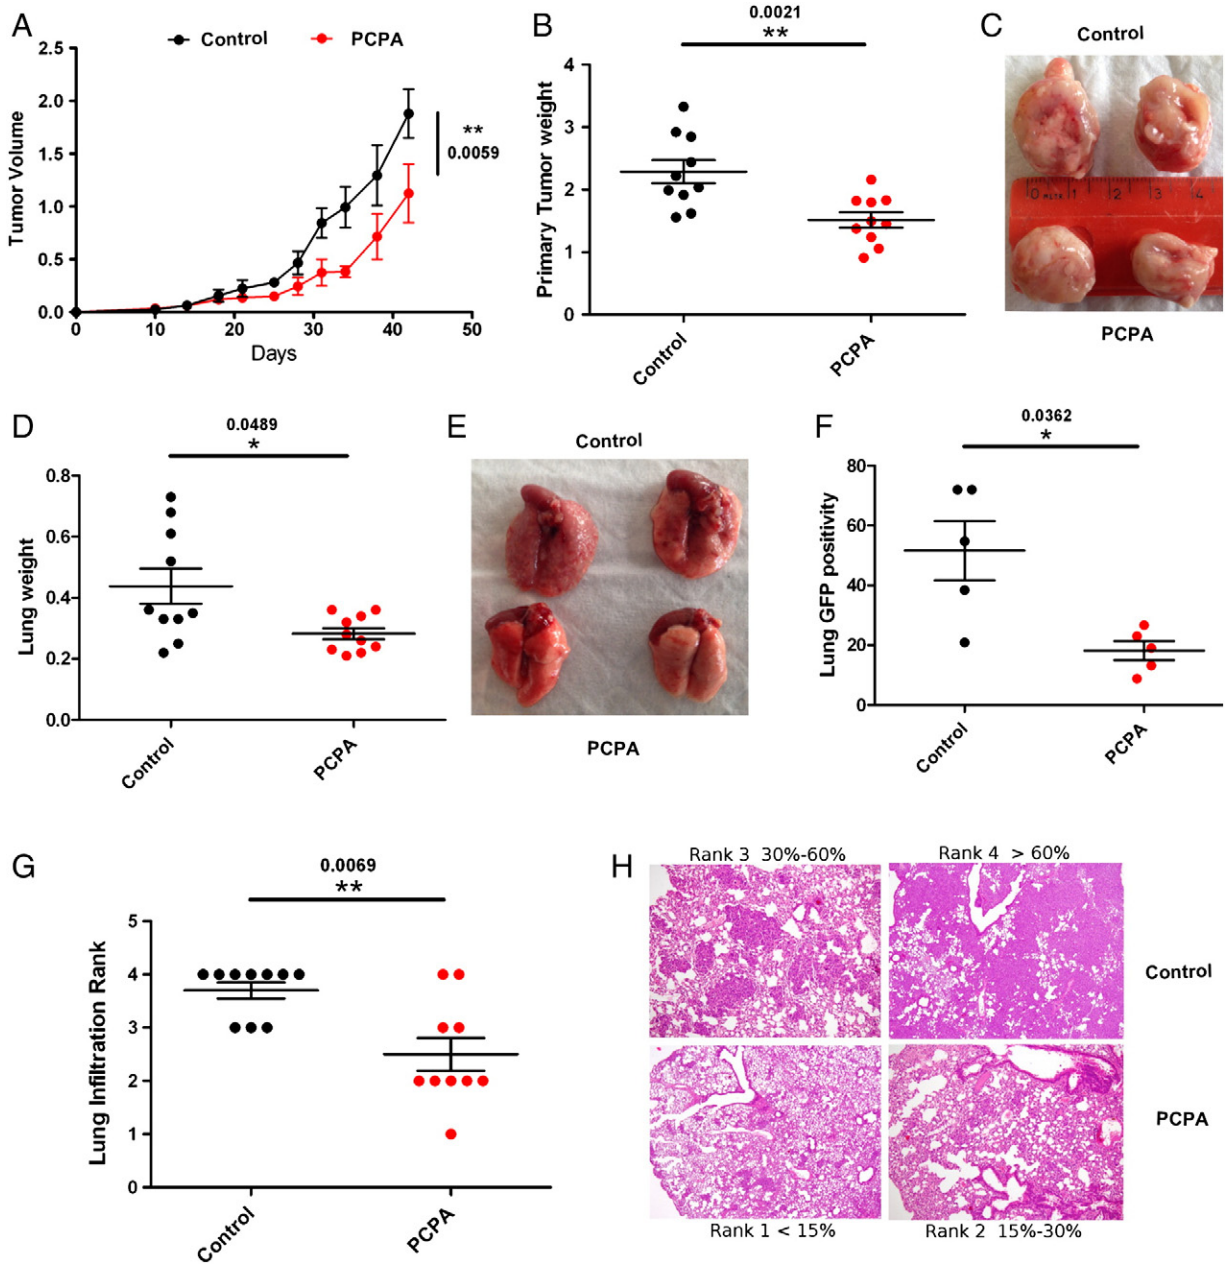 A
Control
PCPA
2.5
2.0
1.5
1.0
0.5
0.0
Tumor Volume
**
0.0059
0 10 20 30 40 50
Days
B
0.0021
**
4
3
2
1
0
Primary Tumor weight
Control
PCPA
C
Control
0 1 2 3 4
PCPA
D
0.0489
*
0.8
0.6
0.4
0.2
0.0
Lung weight
Control
PCPA
E
Control
PCPA
F
0.0362
*
80
60
40
20
0
Lung GFP positivity
Control
PCPA
G
0.0069
**
5
4
3
2
1
0
Lung Infiltration Rank
Control
PCPA
H
Rank 3 30%-60%
Rank 4 > 60%
Control
PCPA
Rank 1 < 15%
Rank 2 15%-30%